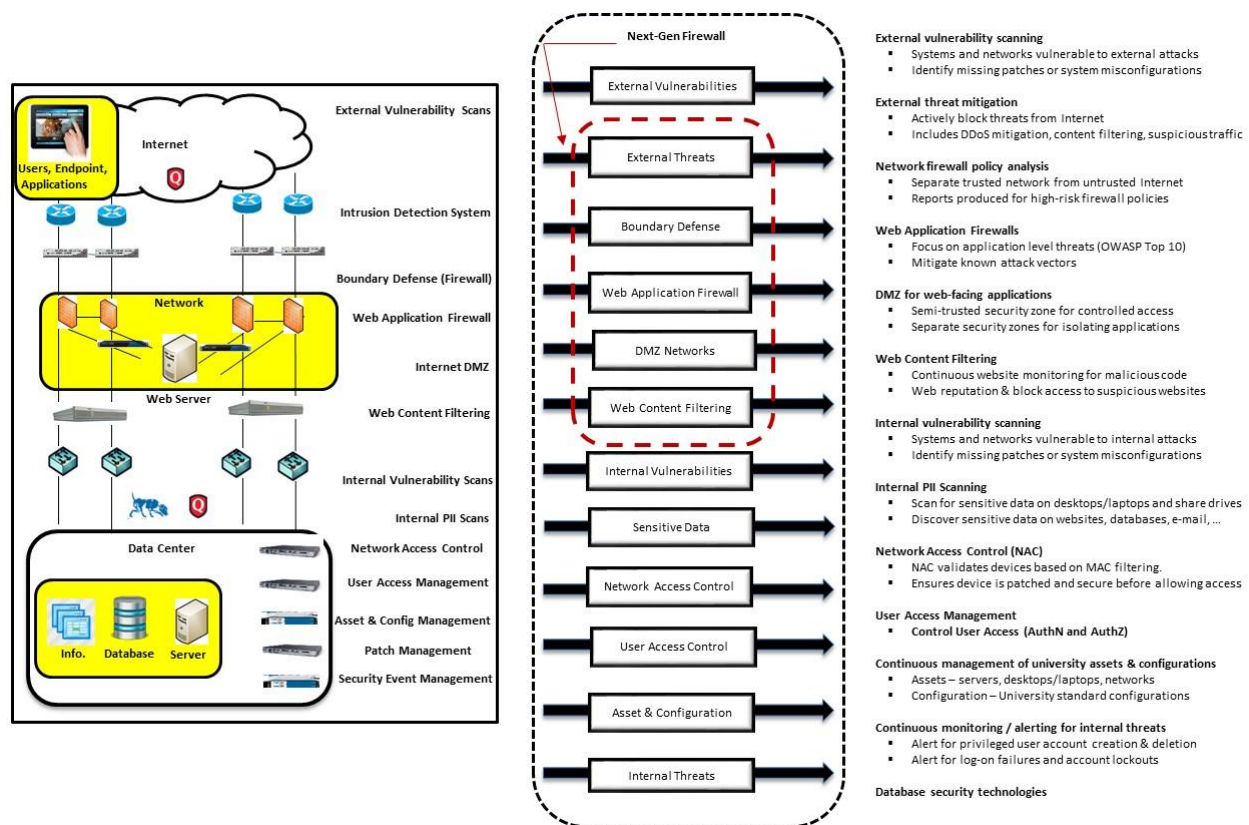 Users, Endpoint,
Applications
Internet
Q
External Vulnerability Scans
Intrusion Detection System
Boundary Defense (Firewall)
Network
Web Application Firewall
Internet DMZ
Web Server
Web Content Filtering
Internal Vulnerability Scans
Q
Internal PII Scans
Data Center
Network Access Control
User Access Management
Asset & Config Management
Patch Management
Security Event Management
Info.
Database
Server
Next-Gen Firewall
External Vulnerabilities
External Threats
Boundary Defense
Web Application Firewall
DMZ Networks
Web Content Filtering
Internal Vulnerabilities
Sensitive Data
Network Access Control
User Access Control
Asset & Configuration
Internal Threats
External vulnerability scanning
▪ Systems and networks vulnerable to external attacks
▪ Identify missing patches or system misconfigurations
External threat mitigation
▪ Actively block threats from Internet
▪ Includes DDoS mitigation, content filtering, suspicious traffic
Network firewall policy analysis
▪ Separate trusted network from untrusted Internet
▪ Reports produced for high-risk firewall policies
Web Application Firewalls
▪ Focus on application level threats (OWASP Top 10)
▪ Mitigate known attack vectors
DMZ for web-facing applications
▪ Semi-trusted security zone for controlled access
▪ Separate security zones for isolating applications
Web Content Filtering
▪ Continuous website monitoring for malicious code
▪ Web reputation & block access to suspicious websites
Internal vulnerability scanning
▪ Systems and networks vulnerable to internal attacks
▪ Identify missing patches or system misconfigurations
Internal PII Scanning
▪ Scan for sensitive data on desktops/laptops and share drives
▪ Discover sensitive data on websites, databases, e-mail, ...
Network Access Control (NAC)
▪ NAC validates devices based on MAC filtering.
▪ Ensures device is patched and secure before allowing access
User Access Management
▪ Control User Access (AuthN and AuthZ)
Continuous management of university assets & configurations
▪ Assets – servers, desktops/laptops, networks
▪ Configuration – University standard configurations
Continuous monitoring / alerting for internal threats
▪ Alert for privileged user account creation & deletion
▪ Alert for log-on failures and account lockouts
Database security technologies